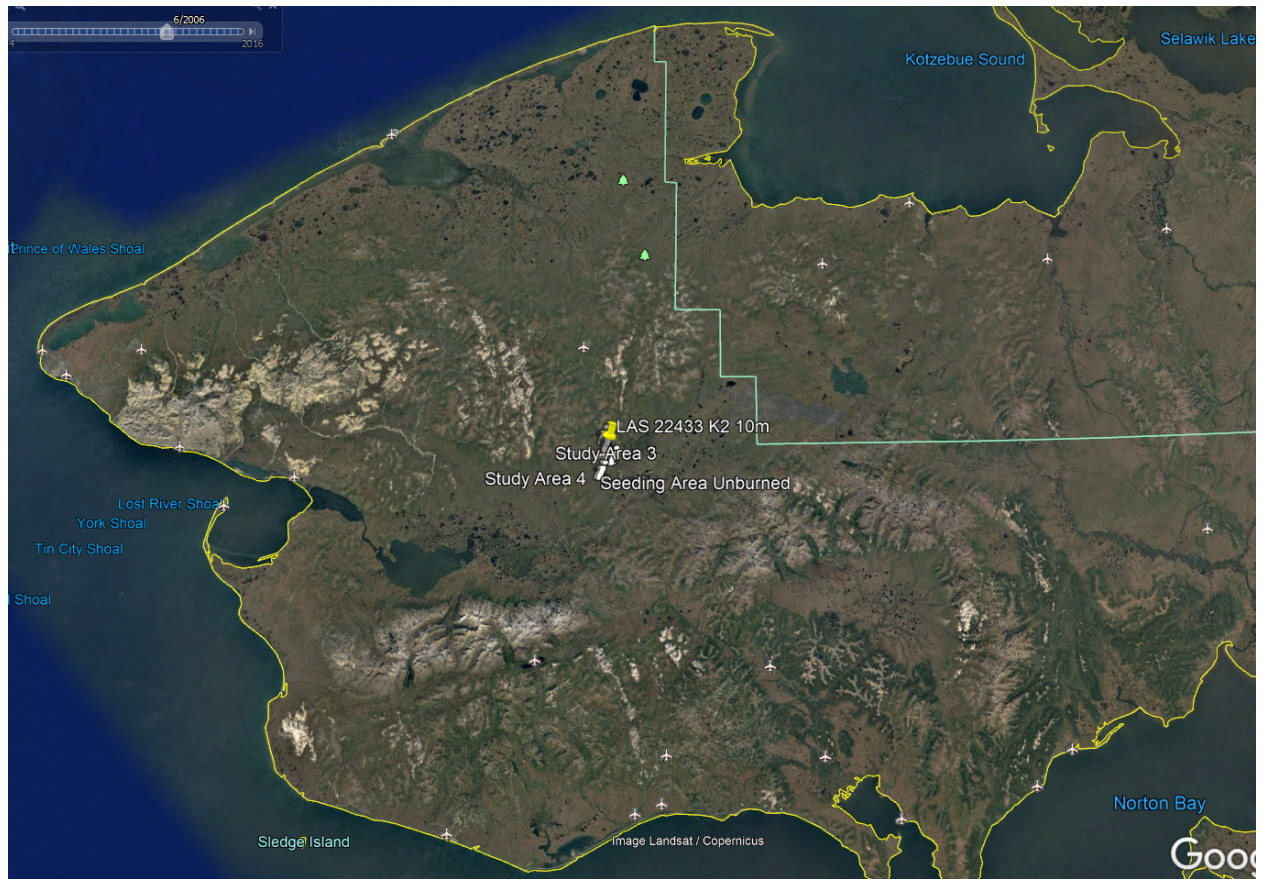 6/2006
4
2016
Selawik Lake
Kotzebue Sound
Prince of Wales Shoal
LAS 22433 K2 10m
Study Area 3
Study Area 4
Seeding Area Unburned
Lost River Shoal
York Shoal
Tin City Shoal
Shoal
Norton Bay
Sledge Island
Image Landsat / Copernicus
Goog